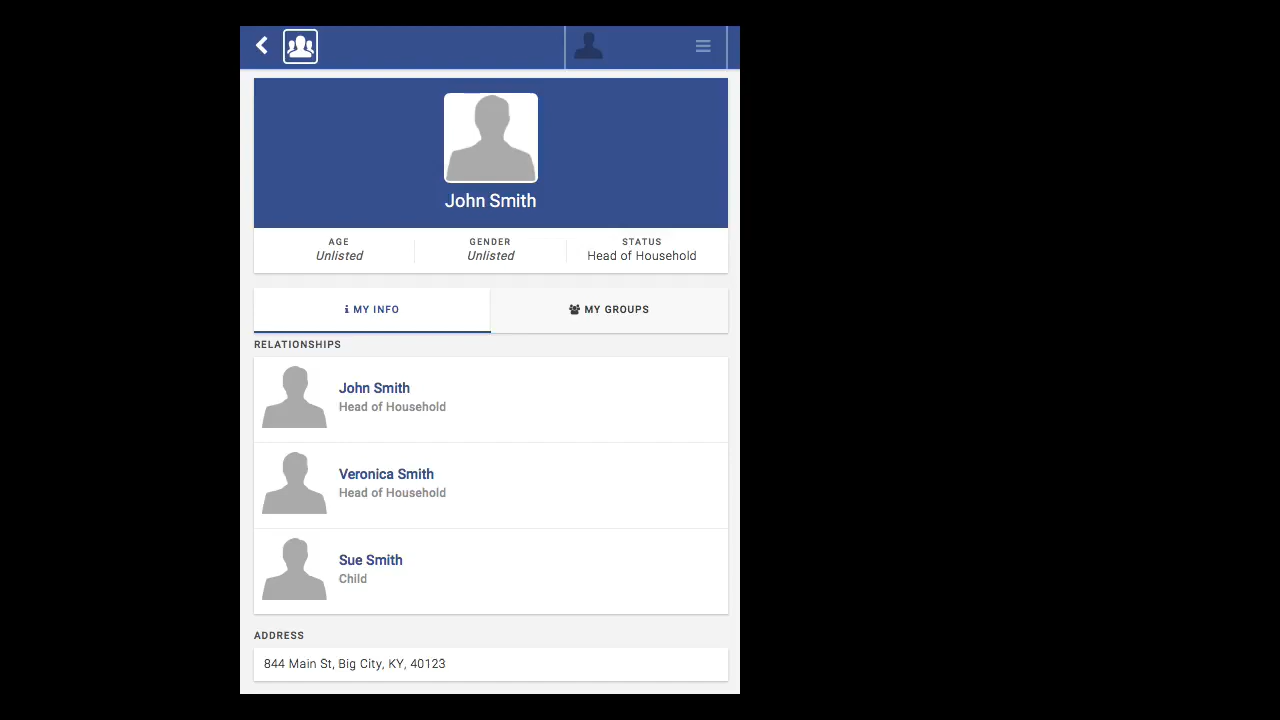 John Smith
AGE
Unlisted
GENDER
Unlisted
STATUS
Head of Household
MY INFO
MY GROUPS
RELATIONSHIPS
John Smith
Head of Household
Veronica Smith
Head of Household
Sue Smith
Child
ADDRESS
844 Main St, Big City, KY, 40123